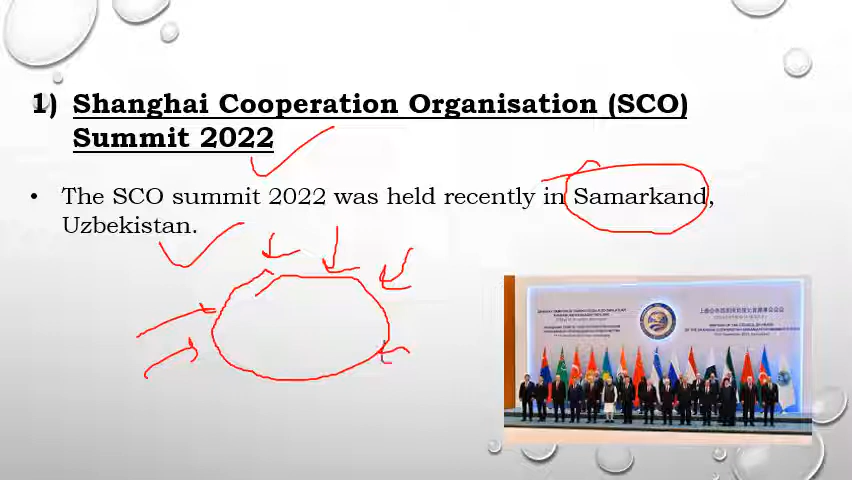 1) Shanghai Cooperation Organisation (SCO)
Summit 2022
• The SCO summit 2022 was held recently in Samarkand,
Uzbekistan.